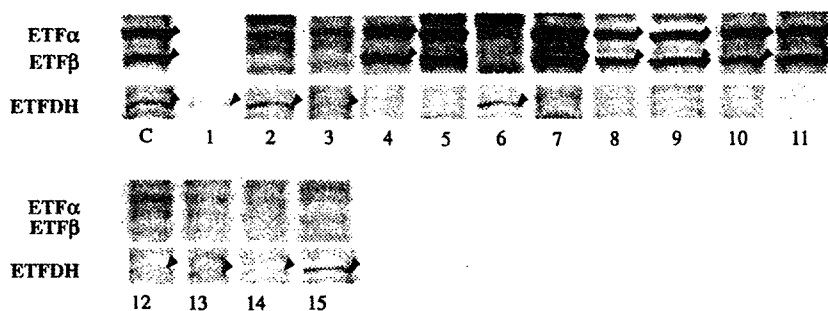 ETFα
ETFβ
ETFDH
C 1 2 3 4 5 6 7 8 9 10 11
ETFα
ETFβ
ETFDH
12 13 14 15